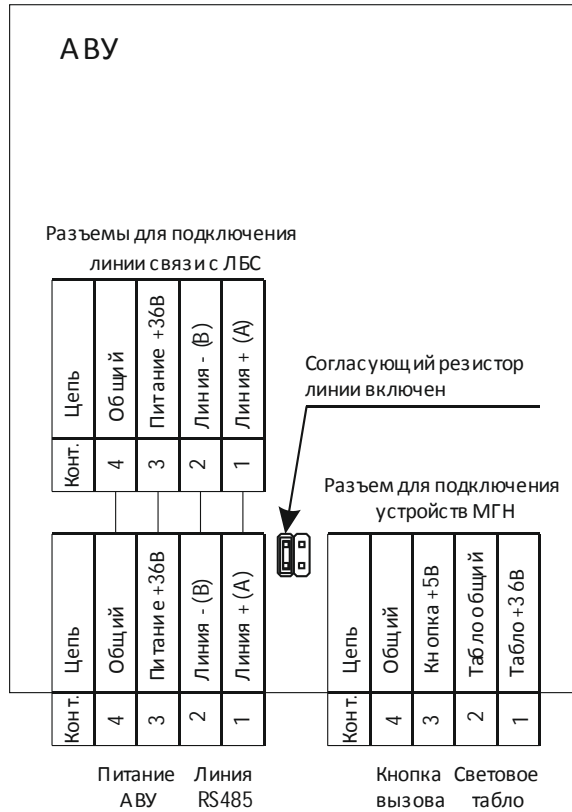 АВУ
Разъемы для подключения
линии связи с ЛБС
Цепь
Общий
Питание +36В
Линия - (В)
Линия + (А)
Конт.
4
3
2
1
Согласующий резистор
линии включен
Разъем для подключения
устройств МГН
Цепь
Общий
Питание +36В
Линия - (В)
Линия + (А)
Конт.
4
3
2
1
Цепь
Общий
Кнопка +5В
Табло общий
Табло +36В
Конт.
4
3
2
1
Питание
АВУ
Линия
RS485
Кнопка
вызова
Световое
табло